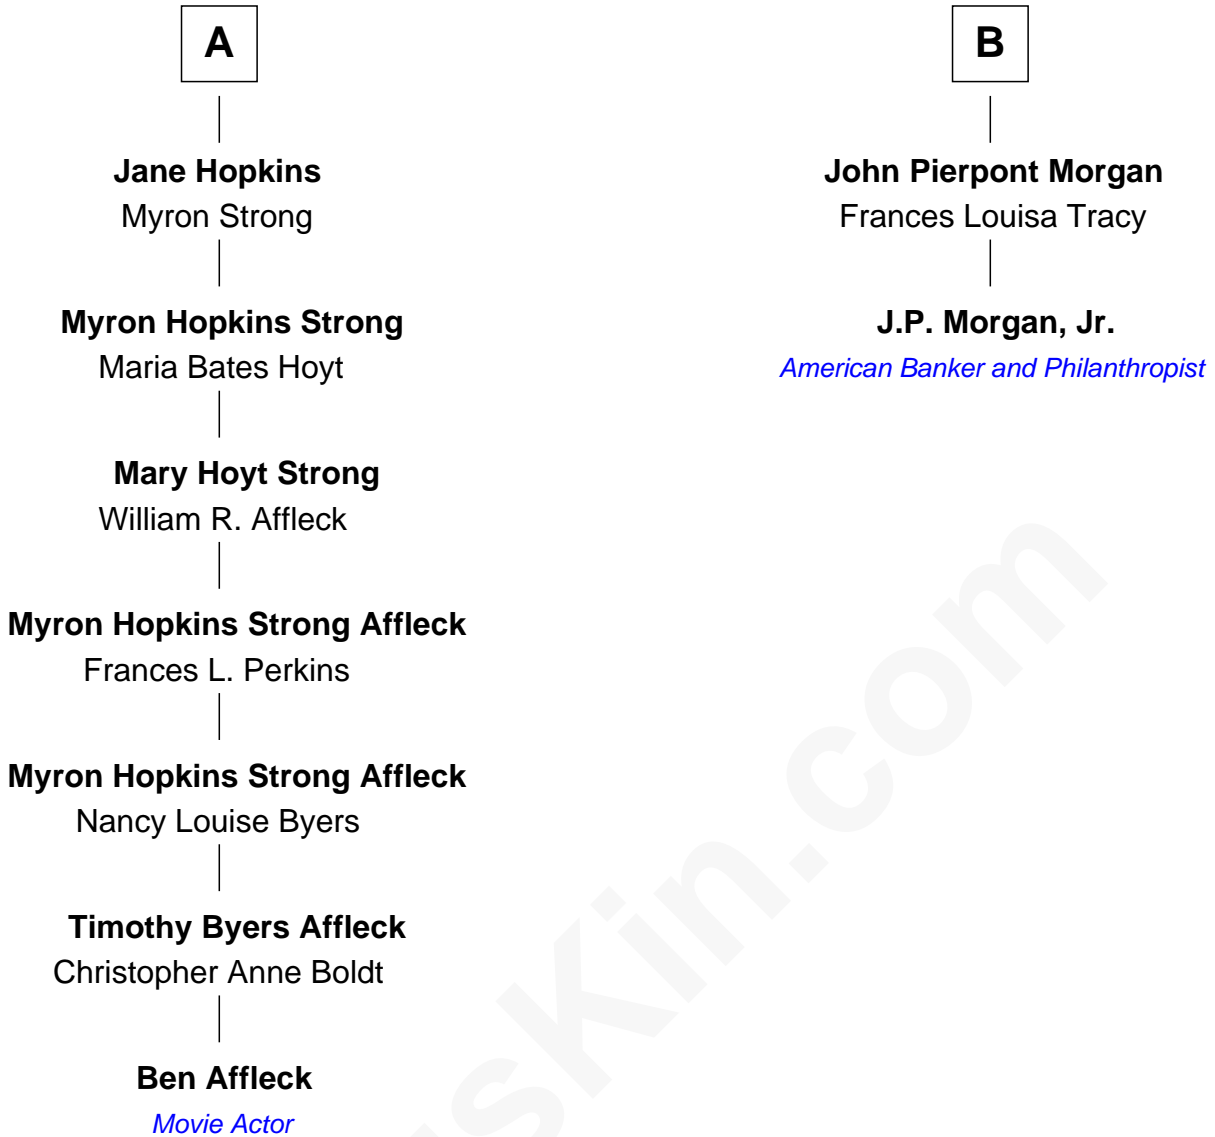 A
Jane Hopkins
Myron Strong
Myron Hopkins Strong
Maria Bates Hoyt
Mary Hoyt Strong
William R. Affleck
Myron Hopkins Strong Affleck
Frances L. Perkins
Myron Hopkins Strong Affleck
Nancy Louise Byers
Timothy Byers Affleck
Christopher Anne Boldt
Ben Affleck
Movie Actor
B
John Pierpont Morgan
Frances Louisa Tracy
J.P. Morgan, Jr.
American Banker and Philanthropist
sKin.com